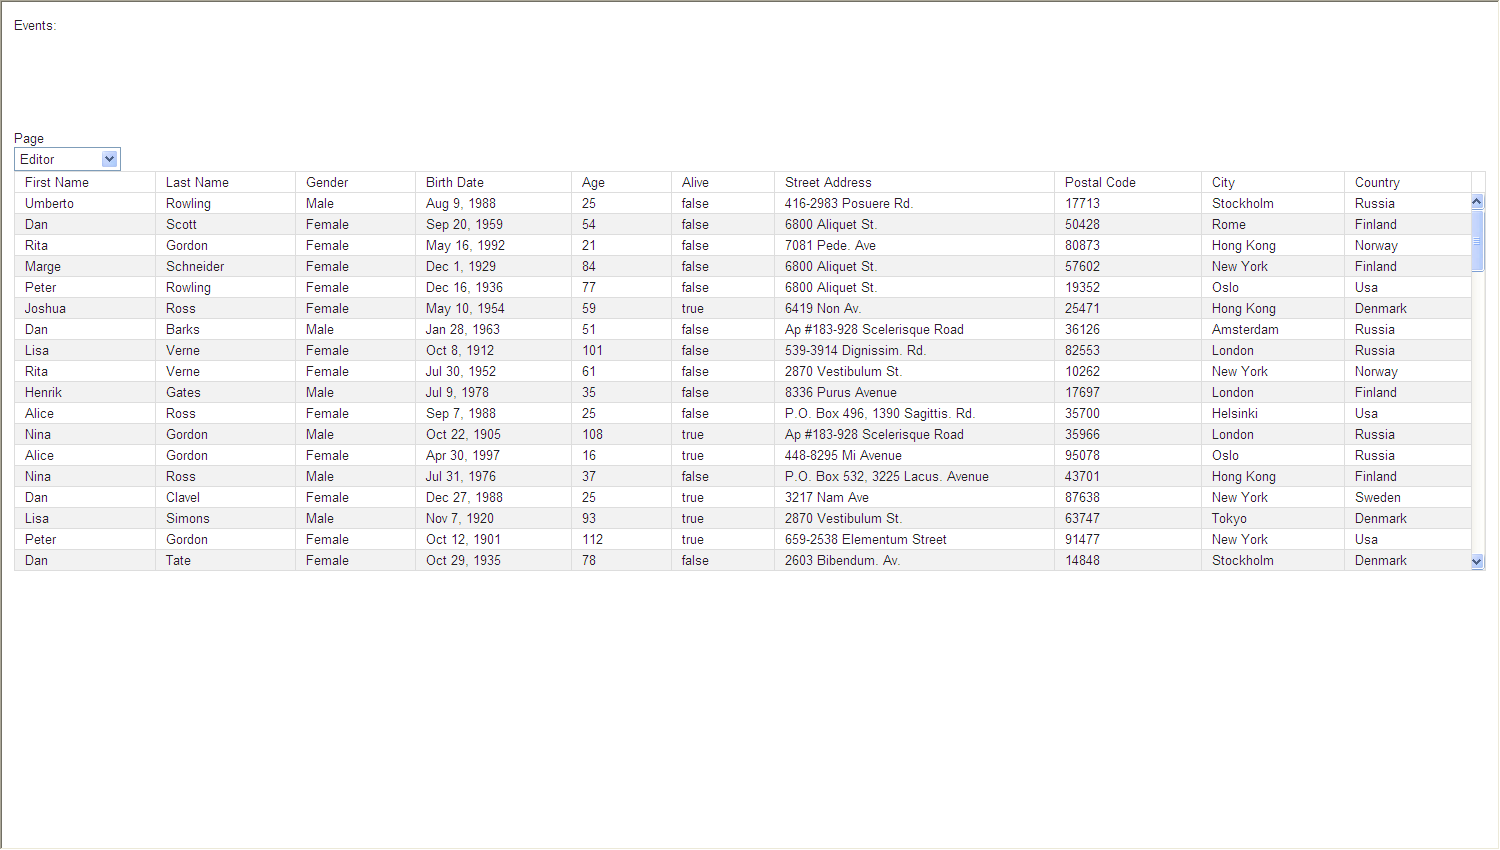 Events:
Page
Editor
First Name Last Name Gender Birth Date Age Alive Street Address Postal Code City Country
Umberto Rowling Male Aug 9, 1988 25 false 416-2983 Posuere Rd. 17713 Stockholm Russia
Dan Scott Female Sep 20, 1959 54 false 6800 Aliquet St. 50428 Rome Finland
Rita Gordon Female May 16, 1992 21 false 7081 Pede. Ave 80873 Hong Kong Norway
Marge Schneider Female Dec 1, 1929 84 false 6800 Aliquet St. 57602 New York Finland
Peter Rowling Female Dec 16, 1936 77 false 6800 Aliquet St. 19352 Oslo Usa
Joshua Ross Female May 10, 1954 59 true 6419 Non Av. 25471 Hong Kong Denmark
Dan Barks Male Jan 28, 1963 51 false Ap #183-928 Scelerisque Road 36126 Amsterdam Russia
Lisa Verne Female Oct 8, 1912 101 false 539-3914 Dignissim. Rd. 82553 London Russia
Rita Verne Female Jul 30, 1952 61 false 2870 Vestibulum St. 10262 New York Norway
Henrik Gates Male Jul 9, 1978 35 false 8336 Purus Avenue 17697 London Finland
Alice Ross Female Sep 7, 1988 25 false P.O. Box 496, 1390 Sagittis. Rd. 35700 Helsinki Usa
Nina Gordon Male Oct 22, 1905 108 true Ap #183-928 Scelerisque Road 35966 London Russia
Alice Gordon Female Apr 30, 1997 16 true 448-8295 Mi Avenue 95078 Oslo Russia
Nina Ross Male Jul 31, 1976 37 false P.O. Box 532, 3225 Lacus. Avenue 43701 Hong Kong Finland
Dan Clavel Female Dec 27, 1988 25 true 3217 Nam Ave 87638 New York Sweden
Lisa Simons Male Nov 7, 1920 93 true 2870 Vestibulum St. 63747 Tokyo Denmark
Peter Gordon Female Oct 12, 1901 112 true 659-2538 Elementum Street 91477 New York Usa
Dan Tate Female Oct 29, 1935 78 false 2603 Bibendum. Av. 14848 Stockholm Denmark